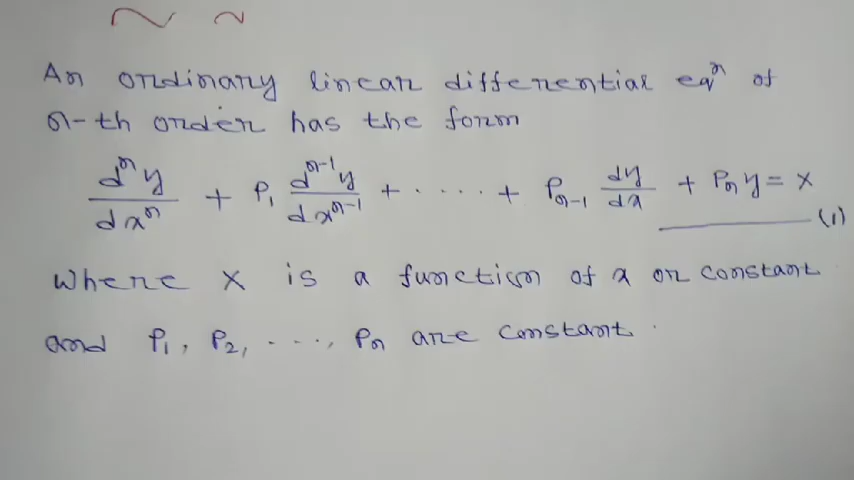 An ordinary linear differential eqⁿ of
n-th order has the form
dⁿy/dxⁿ + P₁ dⁿ⁻¹y/dxⁿ⁻¹ + ..... + Pₙ₋₁ dy/dx + Pₙy = X
(1)
Where X is a function of x or constant
and P₁, P₂, ...., Pₙ are constant.